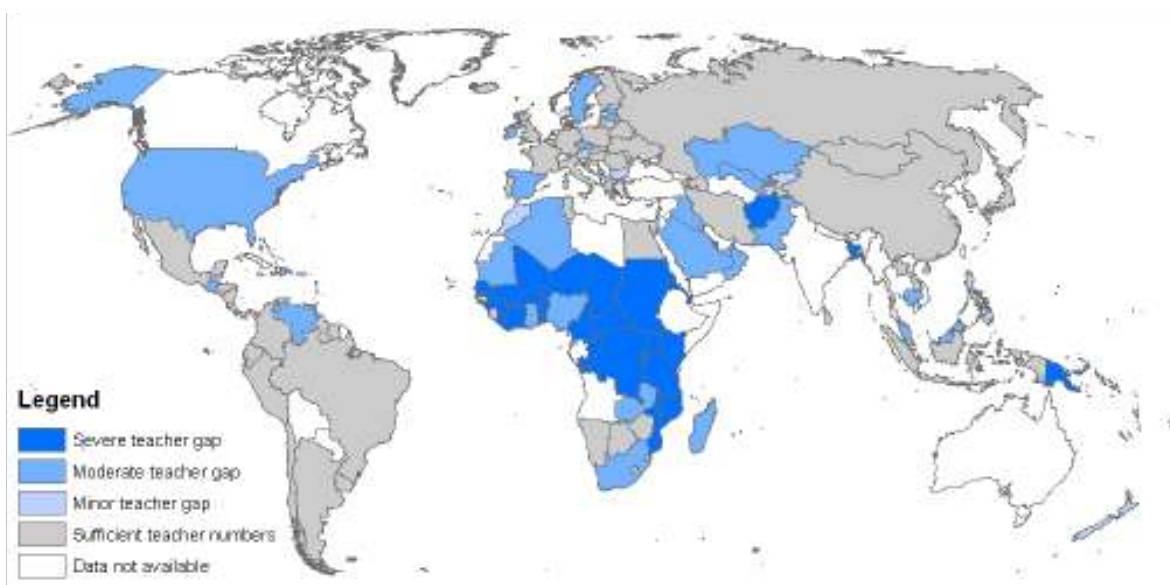 Legend
Severe teacher gap
Moderate teacher gap
Minor teacher gap
Sufficient teacher numbers
Data not available